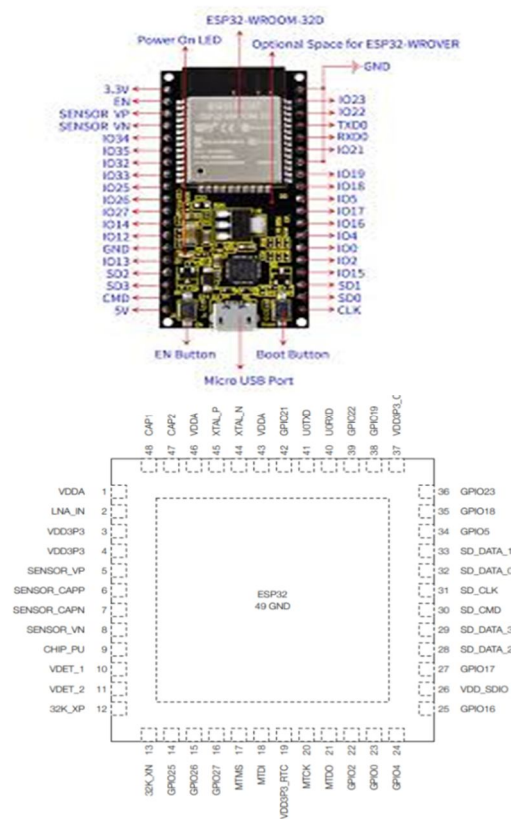 ESP32-WROOM-32D
Power On LED
Optional Space for ESP32-WROVER
GND
3.3V
EN
SENSOR VP
SENSOR VN
IO34
IO35
IO32
IO33
IO25
IO26
IO27
IO14
IO12
GND
IO13
SD2
SD3
CMD
5V
IO23
IO22
TXD0
RXD0
IO21
IO19
IO18
IO5
IO17
IO16
IO4
IO0
IO2
IO15
SD1
SD0
CLK
EN Button
Boot Button
Micro USB Port
48 CAP1
47 CAP2
46 VDDA
45 XTAL_P
44 XTAL_N
43 VDDA
42 GPIO21
41 U0TXD
40 U0RXD
39 GPIO22
38 GPIO19
37 VDD3P3_C
VDDA 1
LNA_IN 2
VDD3P3 3
VDD3P3 4
SENSOR_VP 5
SENSOR_CAPP 6
SENSOR_CAPN 7
SENSOR_VN 8
CHIP_PU 9
VDET_1 10
VDET_2 11
32K_XP 12
ESP32
49 GND
36 GPIO23
35 GPIO18
34 GPIO5
33 SD_DATA_1
32 SD_DATA_0
31 SD_CLK
30 SD_CMD
29 SD_DATA_3
28 SD_DATA_2
27 GPIO17
26 VDD_SDIO
25 GPIO16
13 32K_XN
14 GPIO25
15 GPIO26
16 GPIO27
17 MTMS
18 MTDI
19 VDD3P3_RTC
20 MTCK
21 MTDO
22 GPIO2
23 GPIO0
24 GPIO4